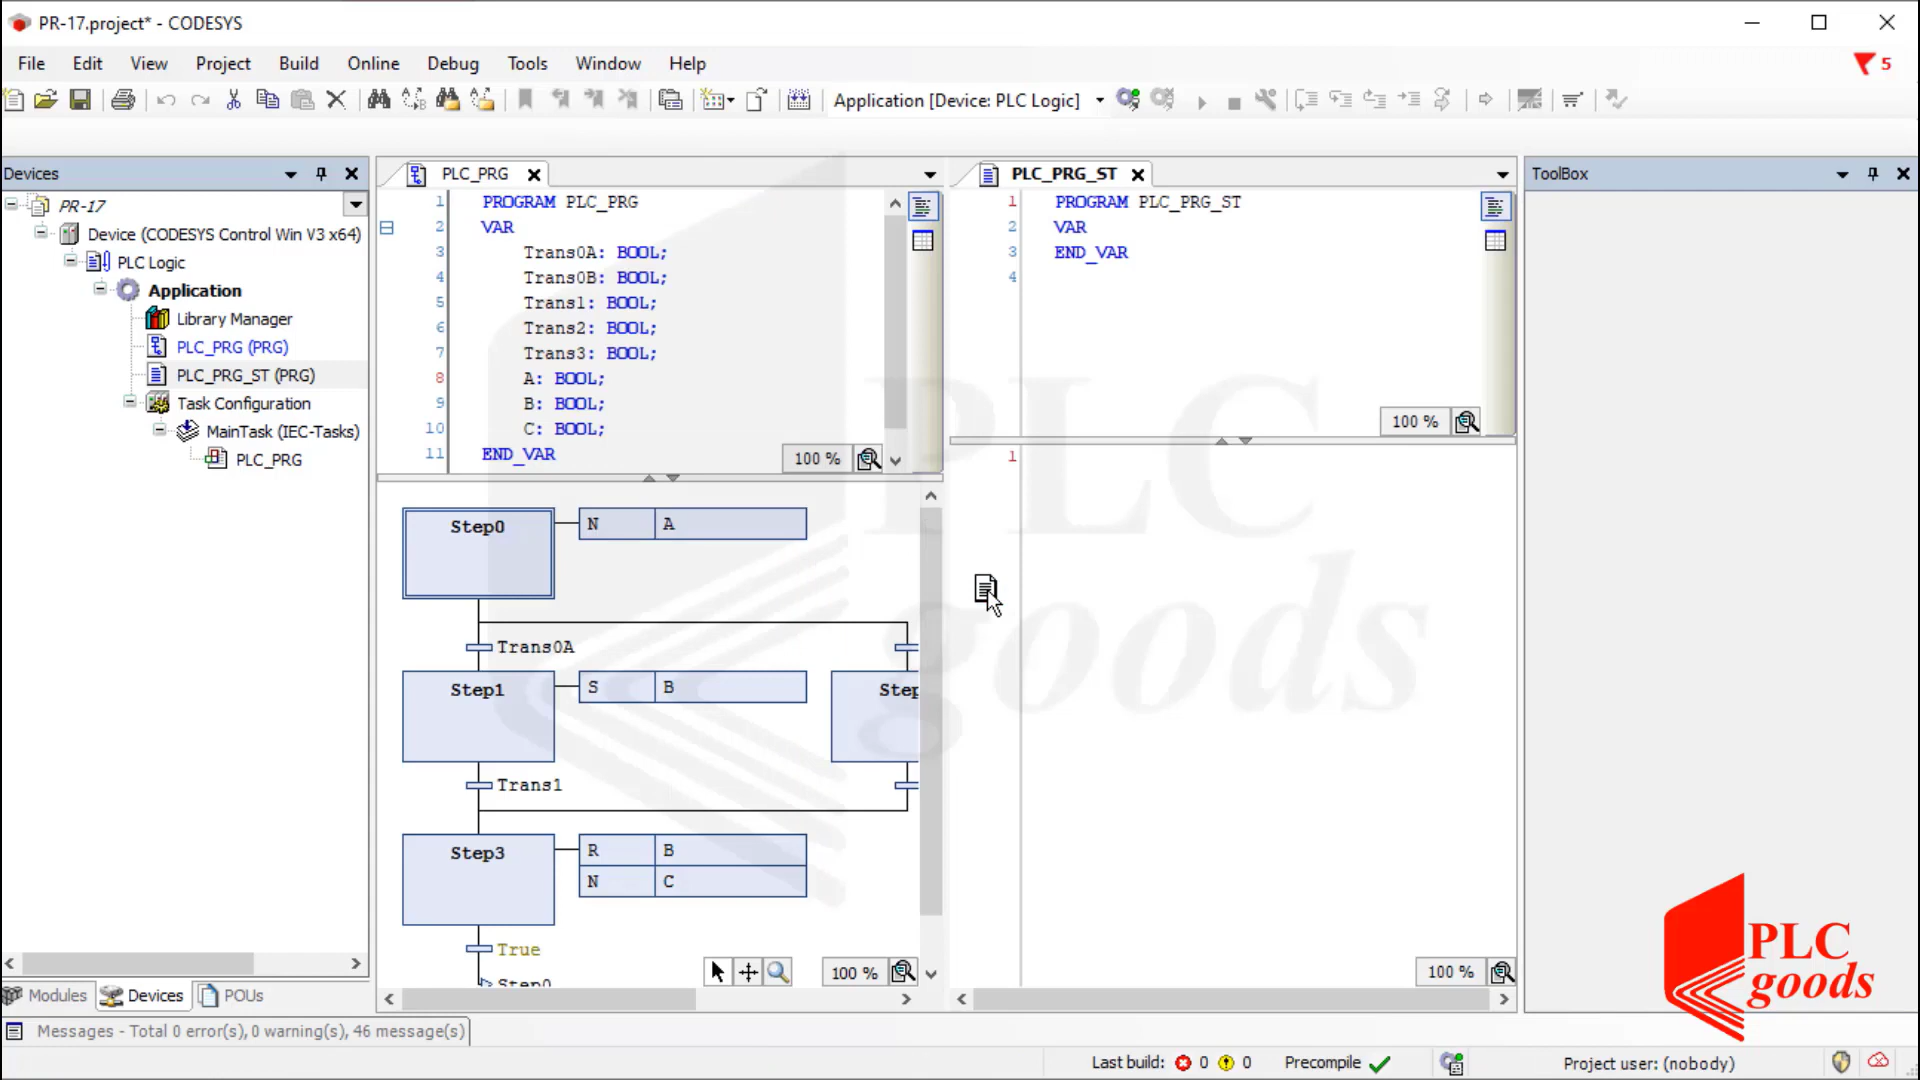 PR-17.project* - CODESYS
File Edit View Project Build Online Debug Tools Window Help
5
Application [Device: PLC Logic]
Devices
PR-17
Device (CODESYS Control Win V3 x64)
PLC Logic
Application
Library Manager
PLC_PRG (PRG)
PLC_PRG_ST (PRG)
Task Configuration
MainTask (IEC-Tasks)
PLC_PRG
Modules Devices POUs
PLC_PRG
1 PROGRAM PLC_PRG
2 VAR
3 Trans0A: BOOL;
4 Trans0B: BOOL;
5 Trans1: BOOL;
6 Trans2: BOOL;
7 Trans3: BOOL;
8 A: BOOL;
9 B: BOOL;
10 C: BOOL;
11 END_VAR
100 %
Step0 N A
Trans0A
Step1 S B
Step
Trans1
Step3 R B
N C
True
Step0
100 %
PLC_PRG_ST
1 PROGRAM PLC_PRG_ST
2 VAR
3 END_VAR
4
100 %
1
100 %
ToolBox
PLC
goods
PLC
goods
Messages - Total 0 error(s), 0 warning(s), 46 message(s)
Last build: 0 0 Precompile Project user: (nobody)